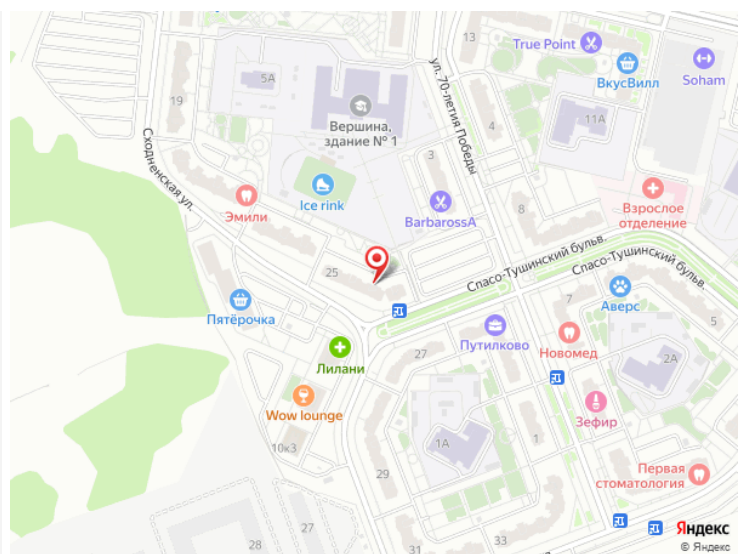 13
True Point
ВкусВилл
Soham
5А
19
ул. 70-летия Победы
11А
4
Вершина,
здание № 1
3
Сходненская ул.
Эмили
Ice rink
BarbarossA
8
Взрослое
отделение
25
Спасо-Тушинский бульв.
Спасо-Тушинский бульв.
Пятёрочка
7
Аверс
5
Путилково
Новомед
Лилани
27
2А
Wow lounge
Зефир
10к3
1А
1
29
Первая
стоматология
27
28
31
33
Яндекс
© Яндекс